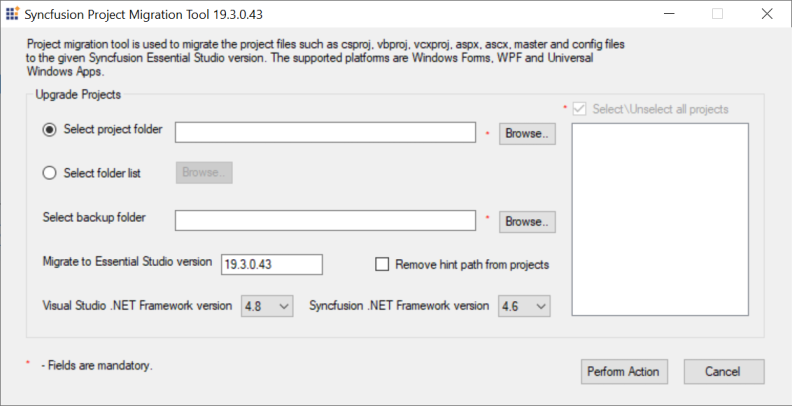 Syncfusion Project Migration Tool 19.3.0.43
Project migration tool is used to migrate the project files such as csproj, vbproj, vcxproj, aspx, ascx, master and config files
to the given Syncfusion Essential Studio version. The supported platforms are Windows Forms, WPF and Universal
Windows Apps.
Upgrade Projects
* Select\Unselect all projects
Select project folder * Browse..
Select folder list Browse..
Select backup folder * Browse..
Migrate to Essential Studio version 19.3.0.43 Remove hint path from projects
Visual Studio .NET Framework version 4.8 Syncfusion .NET Framework version 4.6
* - Fields are mandatory.
Perform Action Cancel